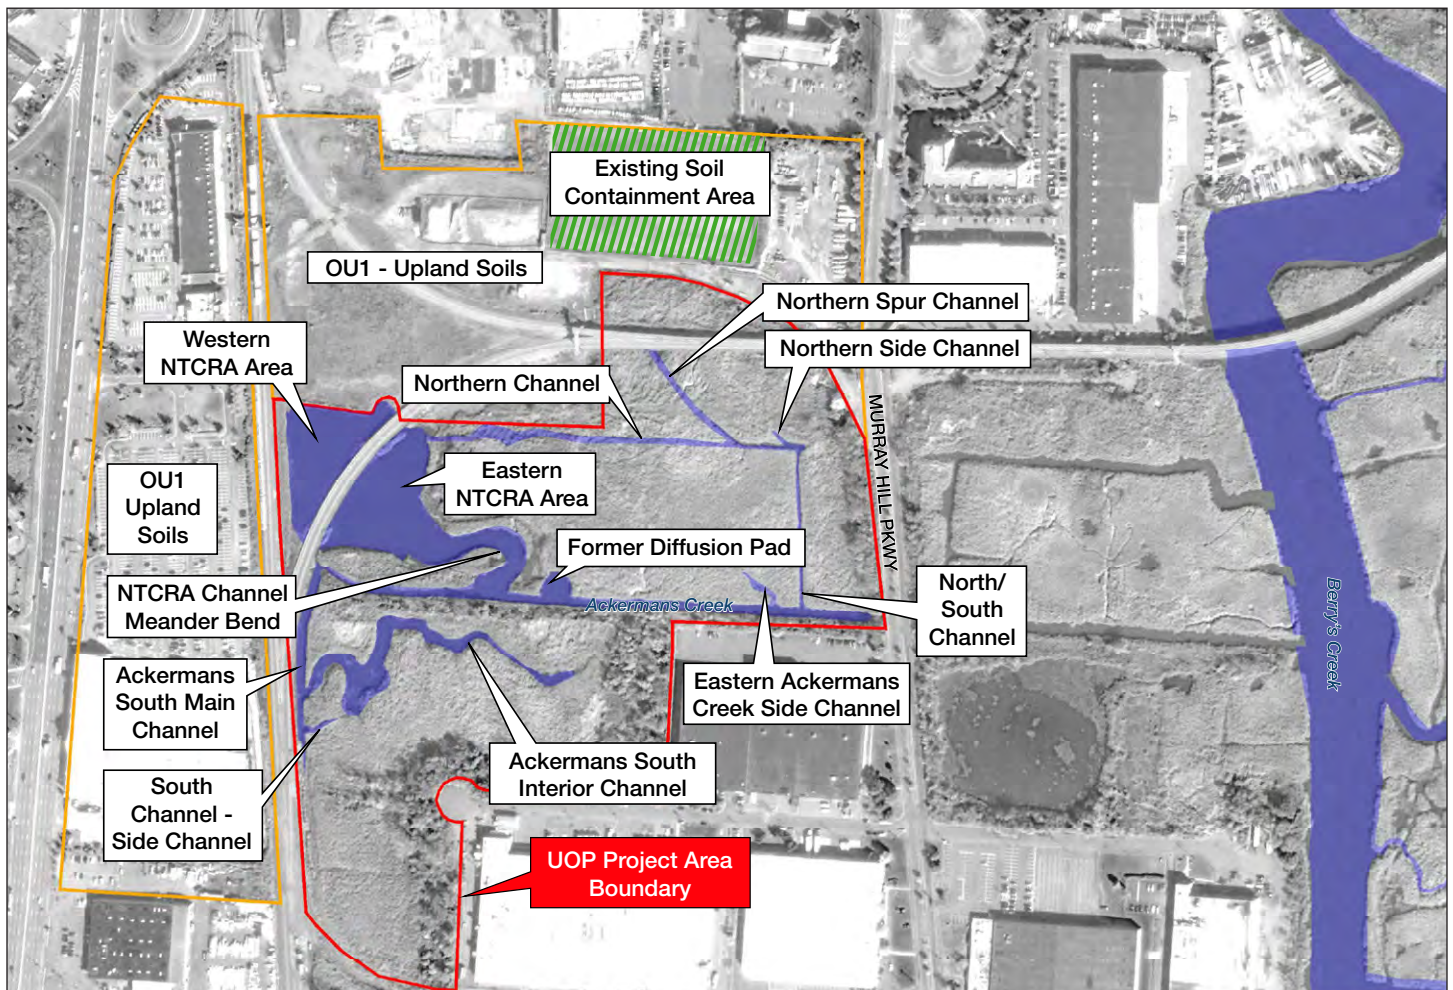 Existing Soil
Containment Area
OU1 - Upland Soils
Northern Spur Channel
Western
NTCRA Area
Northern Side Channel
Northern Channel
MURRAY HILL PKWY
OU1
Upland
Soils
Eastern
NTCRA Area
Former Diffusion Pad
NTCRA Channel
Meander Bend
Ackermans Creek
North/
South
Channel
Berry's Creek
Ackermans
South Main
Channel
Eastern Ackermans
Creek Side Channel
Ackermans South
Interior Channel
South
Channel -
Side Channel
UOP Project Area
Boundary